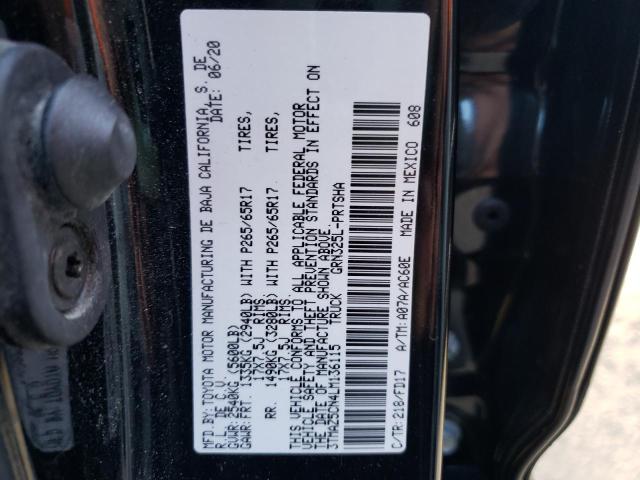 MFD.BY: TOYOTA MOTOR MANUFACTURING DE BAJA CALIFORNIA, S. DE
R.L. DE C.V. DATE: 06/20
GVWR: 2540KG (5600LB)
GAWR: FRT. 1335KG (2940LB) WITH P265/65R17 TIRES,
17X7.5J RIMS,
RR. 1490KG (3280LB) WITH P265/65R17 TIRES,
17X7.5J RIMS.
THIS VEHICLE CONFORMS TO ALL APPLICABLE FEDERAL MOTOR
VEHICLE SAFETY AND THEFT PREVENTION STANDARDS IN EFFECT ON
THE DATE OF MANUFACTURE SHOWN ABOVE.
3TMAZ5CN4LM136115 TRUCK GRN325L-PRTSHA
C/TR: 218/FD17 A/TM: A07A/AC60E MADE IN MEXICO 608